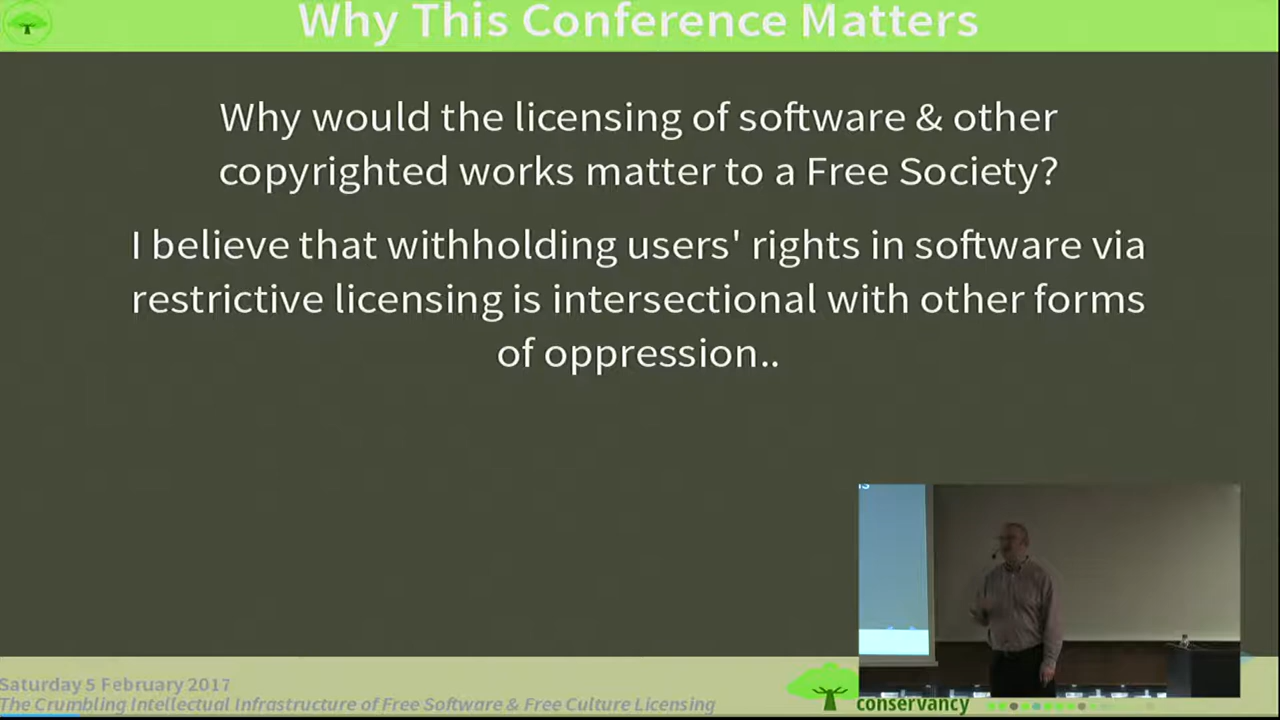 Why This Conference Matters
Why would the licensing of software & other
copyrighted works matter to a Free Society?
I believe that withholding users' rights in software via
restrictive licensing is intersectional with other forms
of oppression..
Saturday 5 February 2017
The Crumbling Intellectual Infrastructure of Free Software & Free Culture Licensing
conservancy